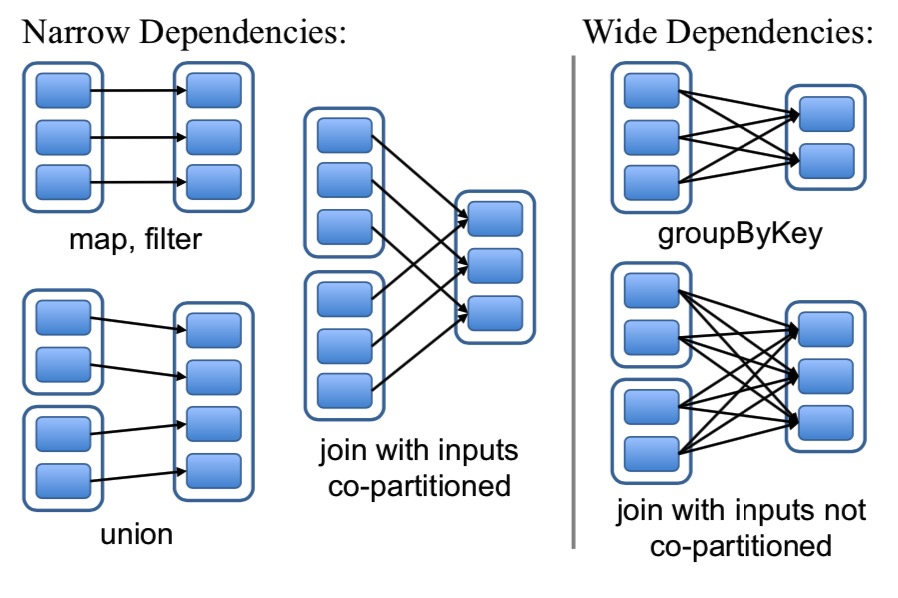 Narrow Dependencies:
map, filter
union
join with inputs
co-partitioned
Wide Dependencies:
groupByKey
join with inputs not
co-partitioned